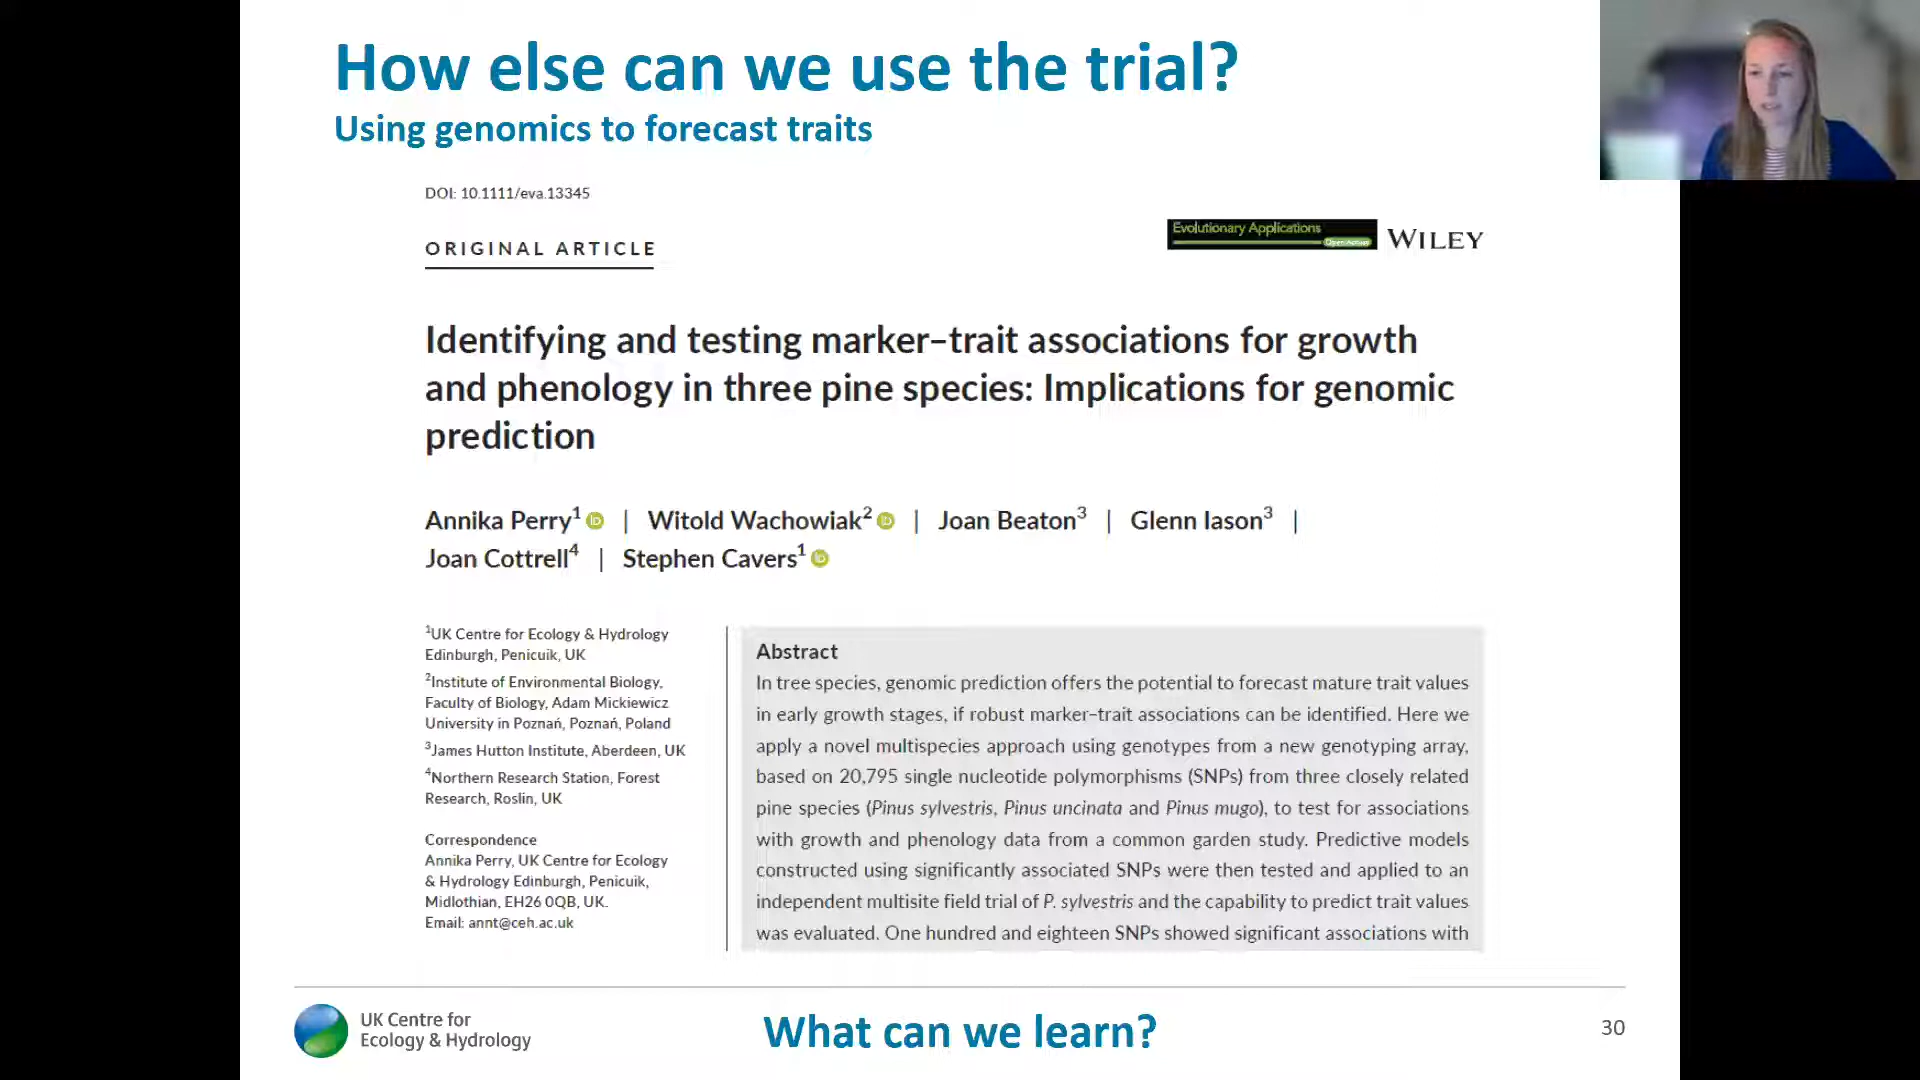 How else can we use the trial?
Using genomics to forecast traits
DOI: 10.1111/eva.13345
ORIGINAL ARTICLE
Evolutionary Applications
Open Access
WILEY
Identifying and testing marker–trait associations for growth
and phenology in three pine species: Implications for genomic
prediction
Annika Perry¹ | Witold Wachowiak² | Joan Beaton³ | Glenn Iason³ |
Joan Cottrell⁴ | Stephen Cavers¹
¹UK Centre for Ecology & Hydrology
Edinburgh, Penicuik, UK
²Institute of Environmental Biology,
Faculty of Biology, Adam Mickiewicz
University in Poznań, Poznań, Poland
³James Hutton Institute, Aberdeen, UK
⁴Northern Research Station, Forest
Research, Roslin, UK
Correspondence
Annika Perry, UK Centre for Ecology
& Hydrology Edinburgh, Penicuik,
Midlothian, EH26 0QB, UK.
Email: annt@ceh.ac.uk
Abstract
In tree species, genomic prediction offers the potential to forecast mature trait values
in early growth stages, if robust marker–trait associations can be identified. Here we
apply a novel multispecies approach using genotypes from a new genotyping array,
based on 20,795 single nucleotide polymorphisms (SNPs) from three closely related
pine species (Pinus sylvestris, Pinus uncinata and Pinus mugo), to test for associations
with growth and phenology data from a common garden study. Predictive models
constructed using significantly associated SNPs were then tested and applied to an
independent multisite field trial of P. sylvestris and the capability to predict trait values
was evaluated. One hundred and eighteen SNPs showed significant associations with
UK Centre for
Ecology & Hydrology
What can we learn?
30